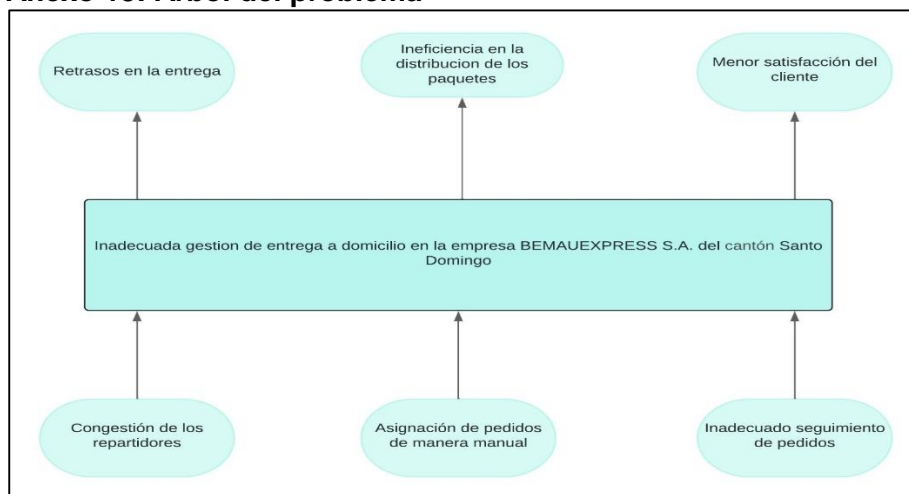 Anexo 10. Árbol del problema
Retrasos en la entrega
Ineficiencia en la
distribucion de los
paquetes
Menor satisfacción del
cliente
Inadecuada gestion de entrega a domicilio en la empresa BEMAUEXPRESS S.A. del cantón Santo
Domingo
Congestión de los
repartidores
Asignación de pedidos
de manera manual
Inadecuado seguimiento
de pedidos